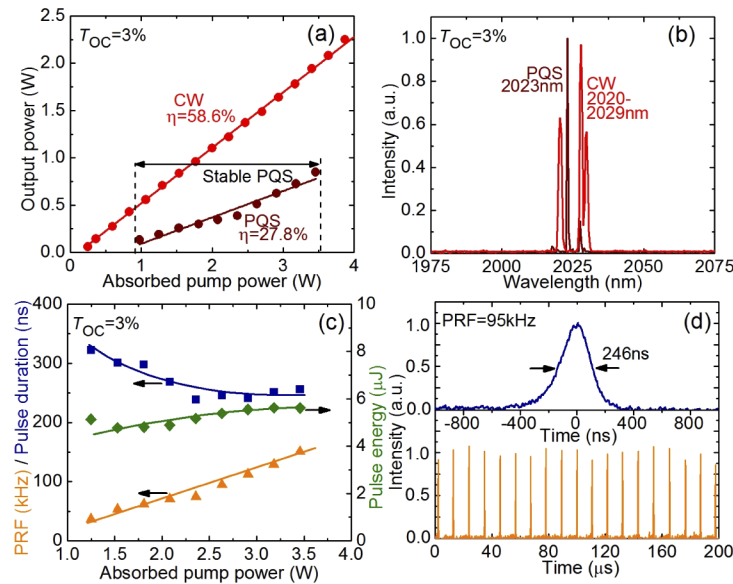 T_OC=3%
(a)
Output power (W)
2.5
2.0
1.5
1.0
0.5
0.0
CW
η=58.6%
Stable PQS
PQS
η=27.8%
0 1 2 3 4
Absorbed pump power (W)
T_OC=3%
(b)
Intensity (a.u.)
1.0
0.8
0.6
0.4
0.2
0.0
PQS
2023nm
CW
2020-
2029nm
1975 2000 2025 2050 2075
Wavelength (nm)
(c)
T_OC=3%
PRF (kHz) / Pulse duration (ns)
400
300
250
200
100
50
0
10
8
6
4
2
0
Pulse energy (μJ)
1.0 1.5 2.0 2.5 3.0 3.5 4.0
Absorbed pump power (W)
PRF=95kHz
(d)
Intensity (a.u.)
1.0
0.5
0.0
246ns
-1000 -500 0 500
Time (ns)
Intensity (a.u.)
1.0
0.5
0.0
0 40 80 120 160 200
Time (μs)